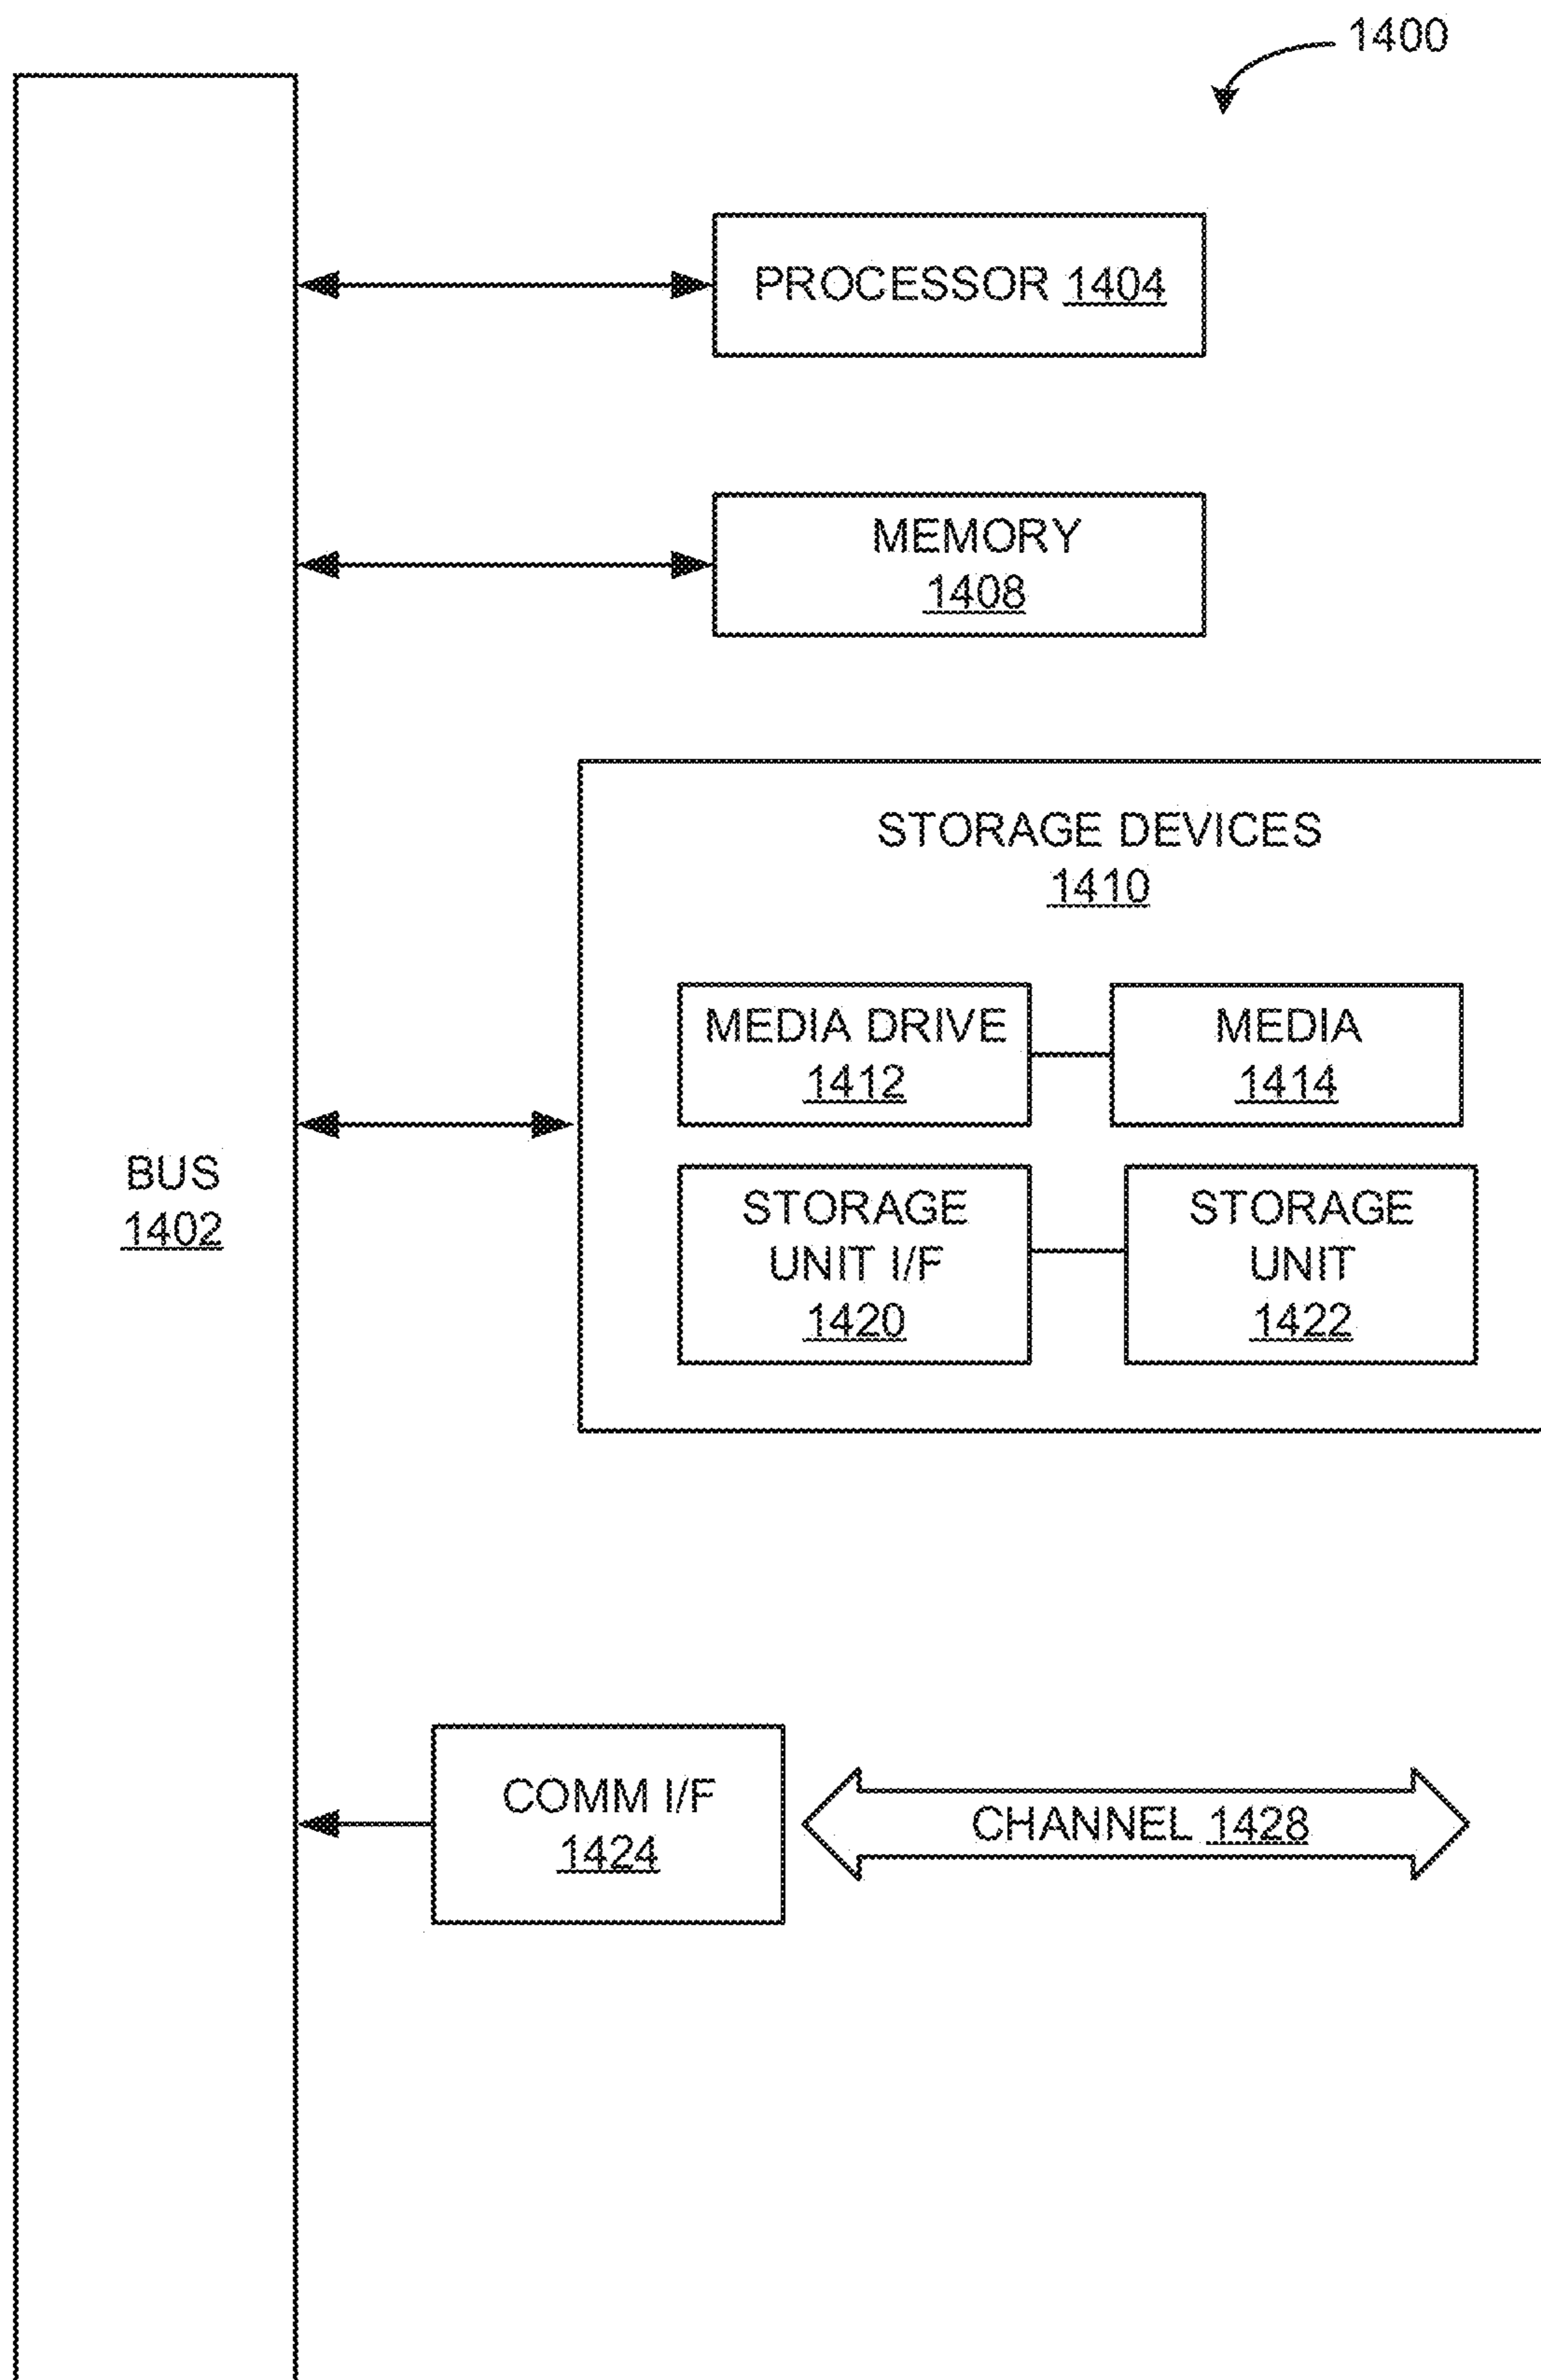 1400
PROCESSOR 1404
MEMORY
1408
STORAGE DEVICES
1410
MEDIA DRIVE
1412
MEDIA
1414
BUS
1402
STORAGE
UNIT I/F
1420
STORAGE
UNIT
1422
COMM I/F
1424
CHANNEL 1428